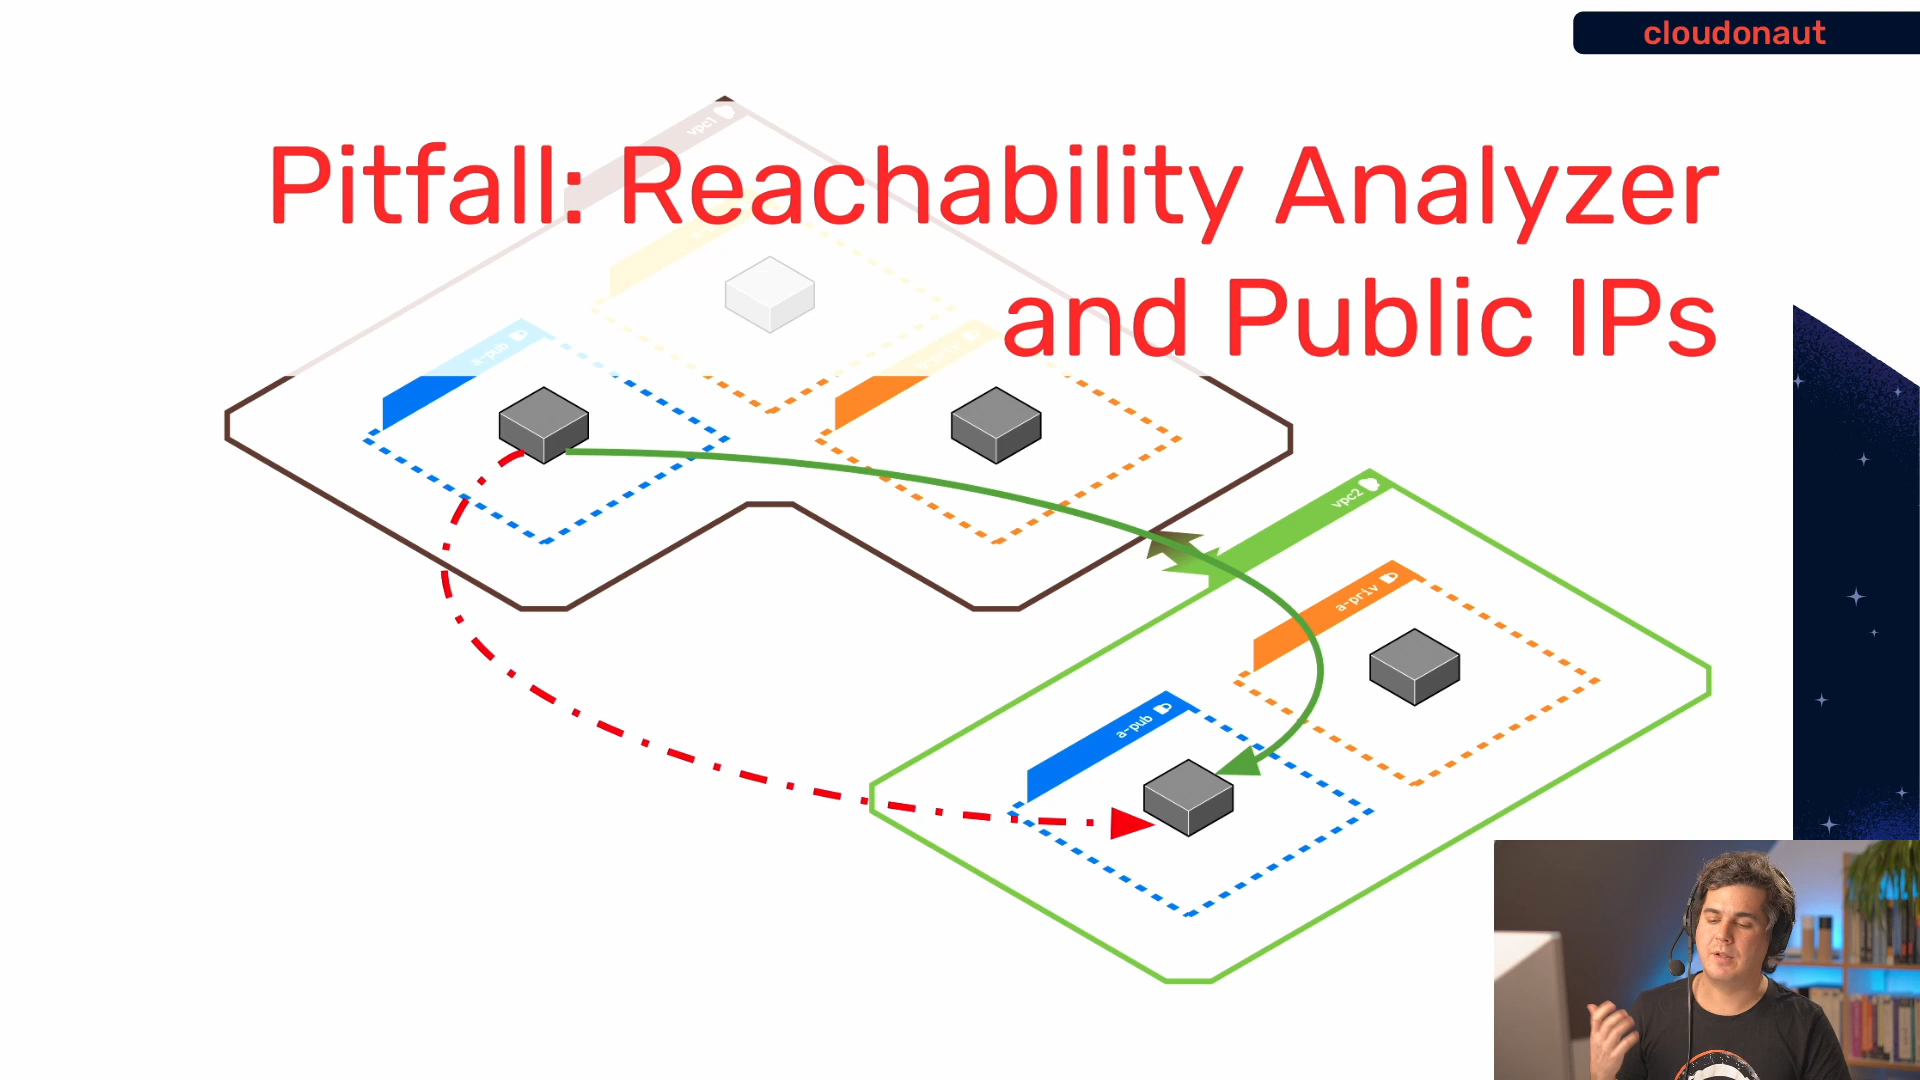 cloudonaut
vpc1
Pitfall: Reachability Analyzer
and Public IPs
a-pub
vpc2
a-priv
a-pub